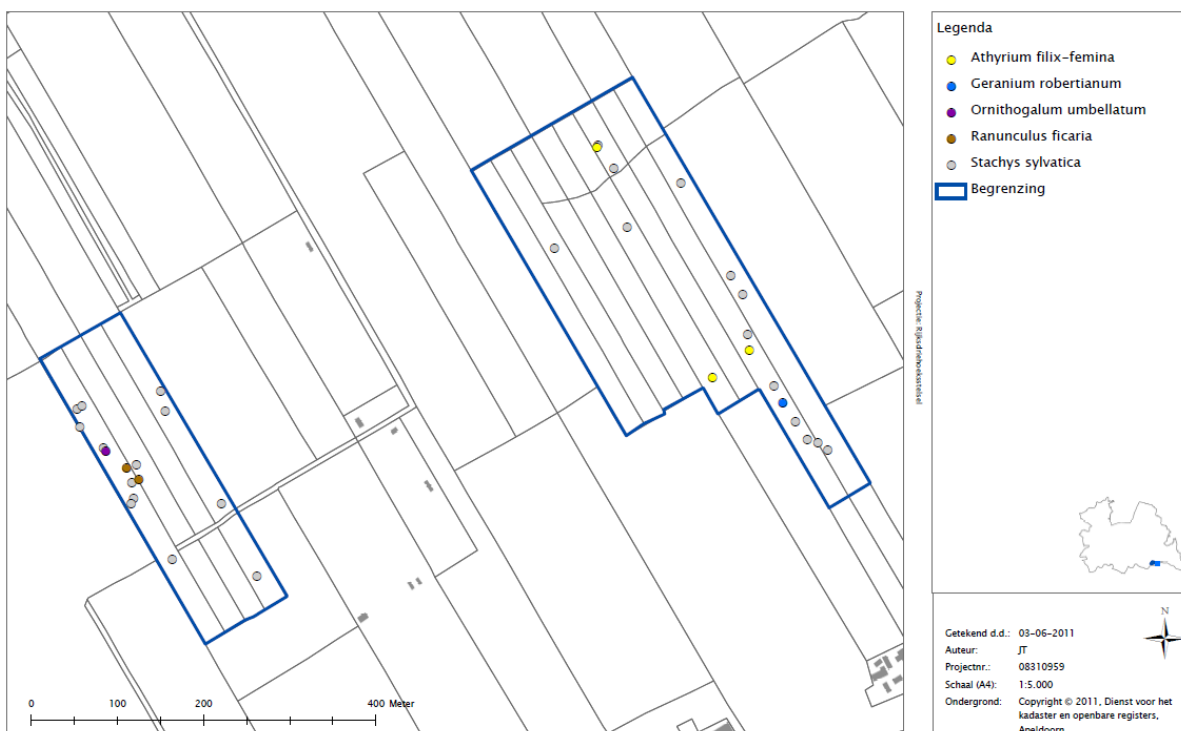 Legenda
Athyrium filix-femina
Geranium robertianum
Ornithogalum umbellatum
Ranunculus ficaria
Stachys sylvatica
Begrenzing
Projectie: Rijksdriehoeksstelsel
0 100 200 400 Meter
N
Getekend d.d.: 03-06-2011
Auteur: JT
Projectnr.: 08310959
Schaal (A4): 1:5.000
Ondergrond: Copyright © 2011, Dienst voor het
kadaster en openbare registers,
Apeldoorn